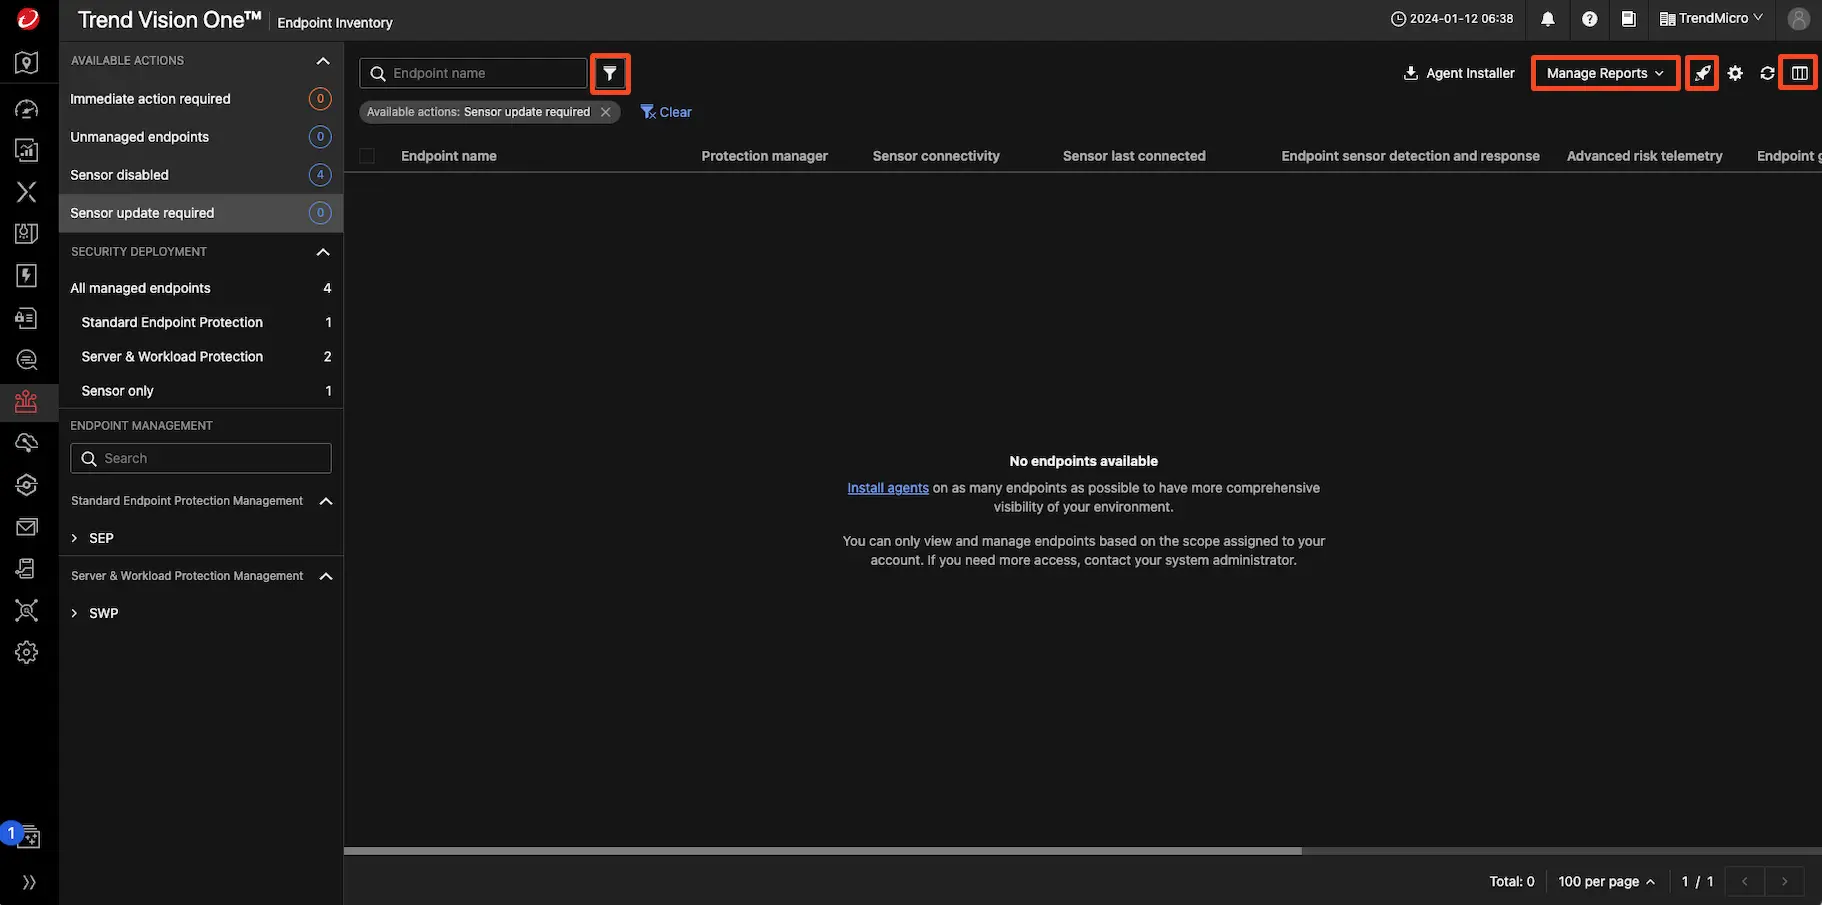 Trend Vision One™ Endpoint Inventory
2024-01-12 06:38
TrendMicro
AVAILABLE ACTIONS
Immediate action required 0
Unmanaged endpoints 0
Sensor disabled 4
Sensor update required 0
SECURITY DEPLOYMENT
All managed endpoints 4
Standard Endpoint Protection 1
Server & Workload Protection 2
Sensor only 1
ENDPOINT MANAGEMENT
Search
Standard Endpoint Protection Management
SEP
Server & Workload Protection Management
SWP
1
Endpoint name
Agent Installer
Manage Reports
Available actions: Sensor update required
Clear
Endpoint name Protection manager Sensor connectivity Sensor last connected Endpoint sensor detection and response Advanced risk telemetry Endpoint g
No endpoints available
Install agents on as many endpoints as possible to have more comprehensive
visibility of your environment.
You can only view and manage endpoints based on the scope assigned to your
account. If you need more access, contact your system administrator.
Total: 0 100 per page 1 / 1